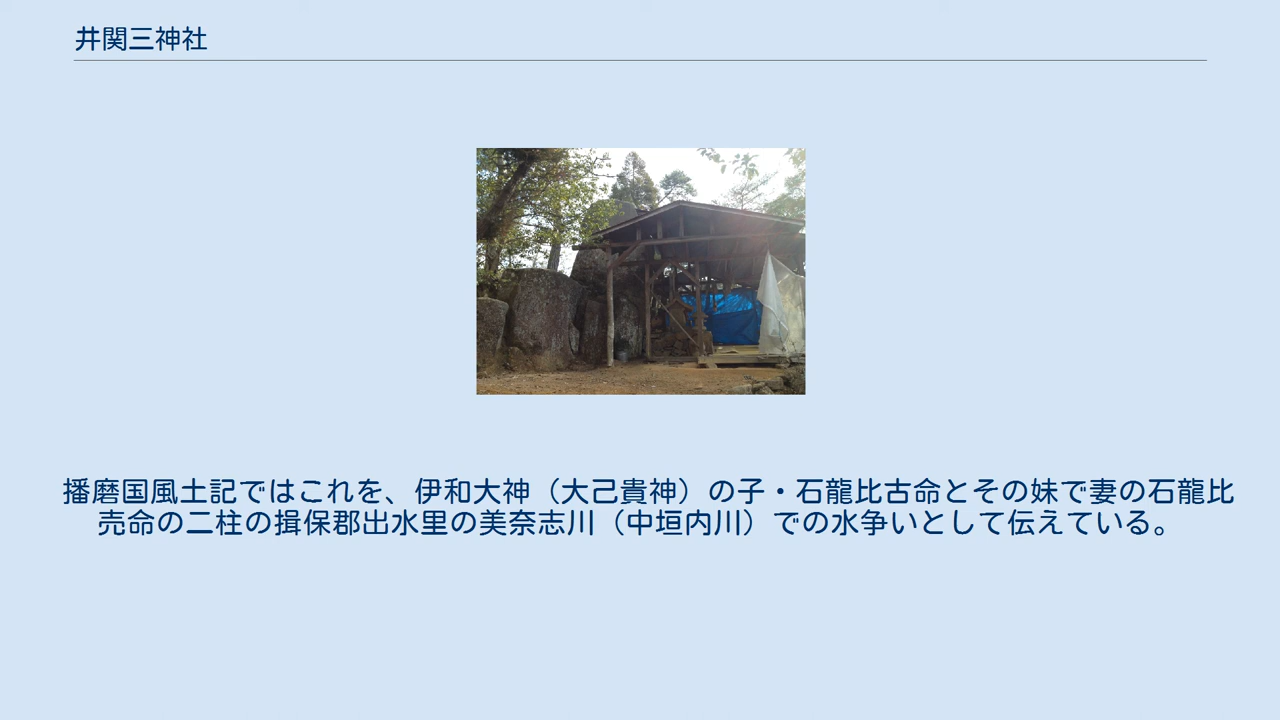 井関三神社
播磨国風土記ではこれを、伊和大神（大己貴神）の子・石龍比古命とその妹で妻の石龍比
売命の二柱の揖保郡出水里の美奈志川（中垣内川）での水争いとして伝えている。